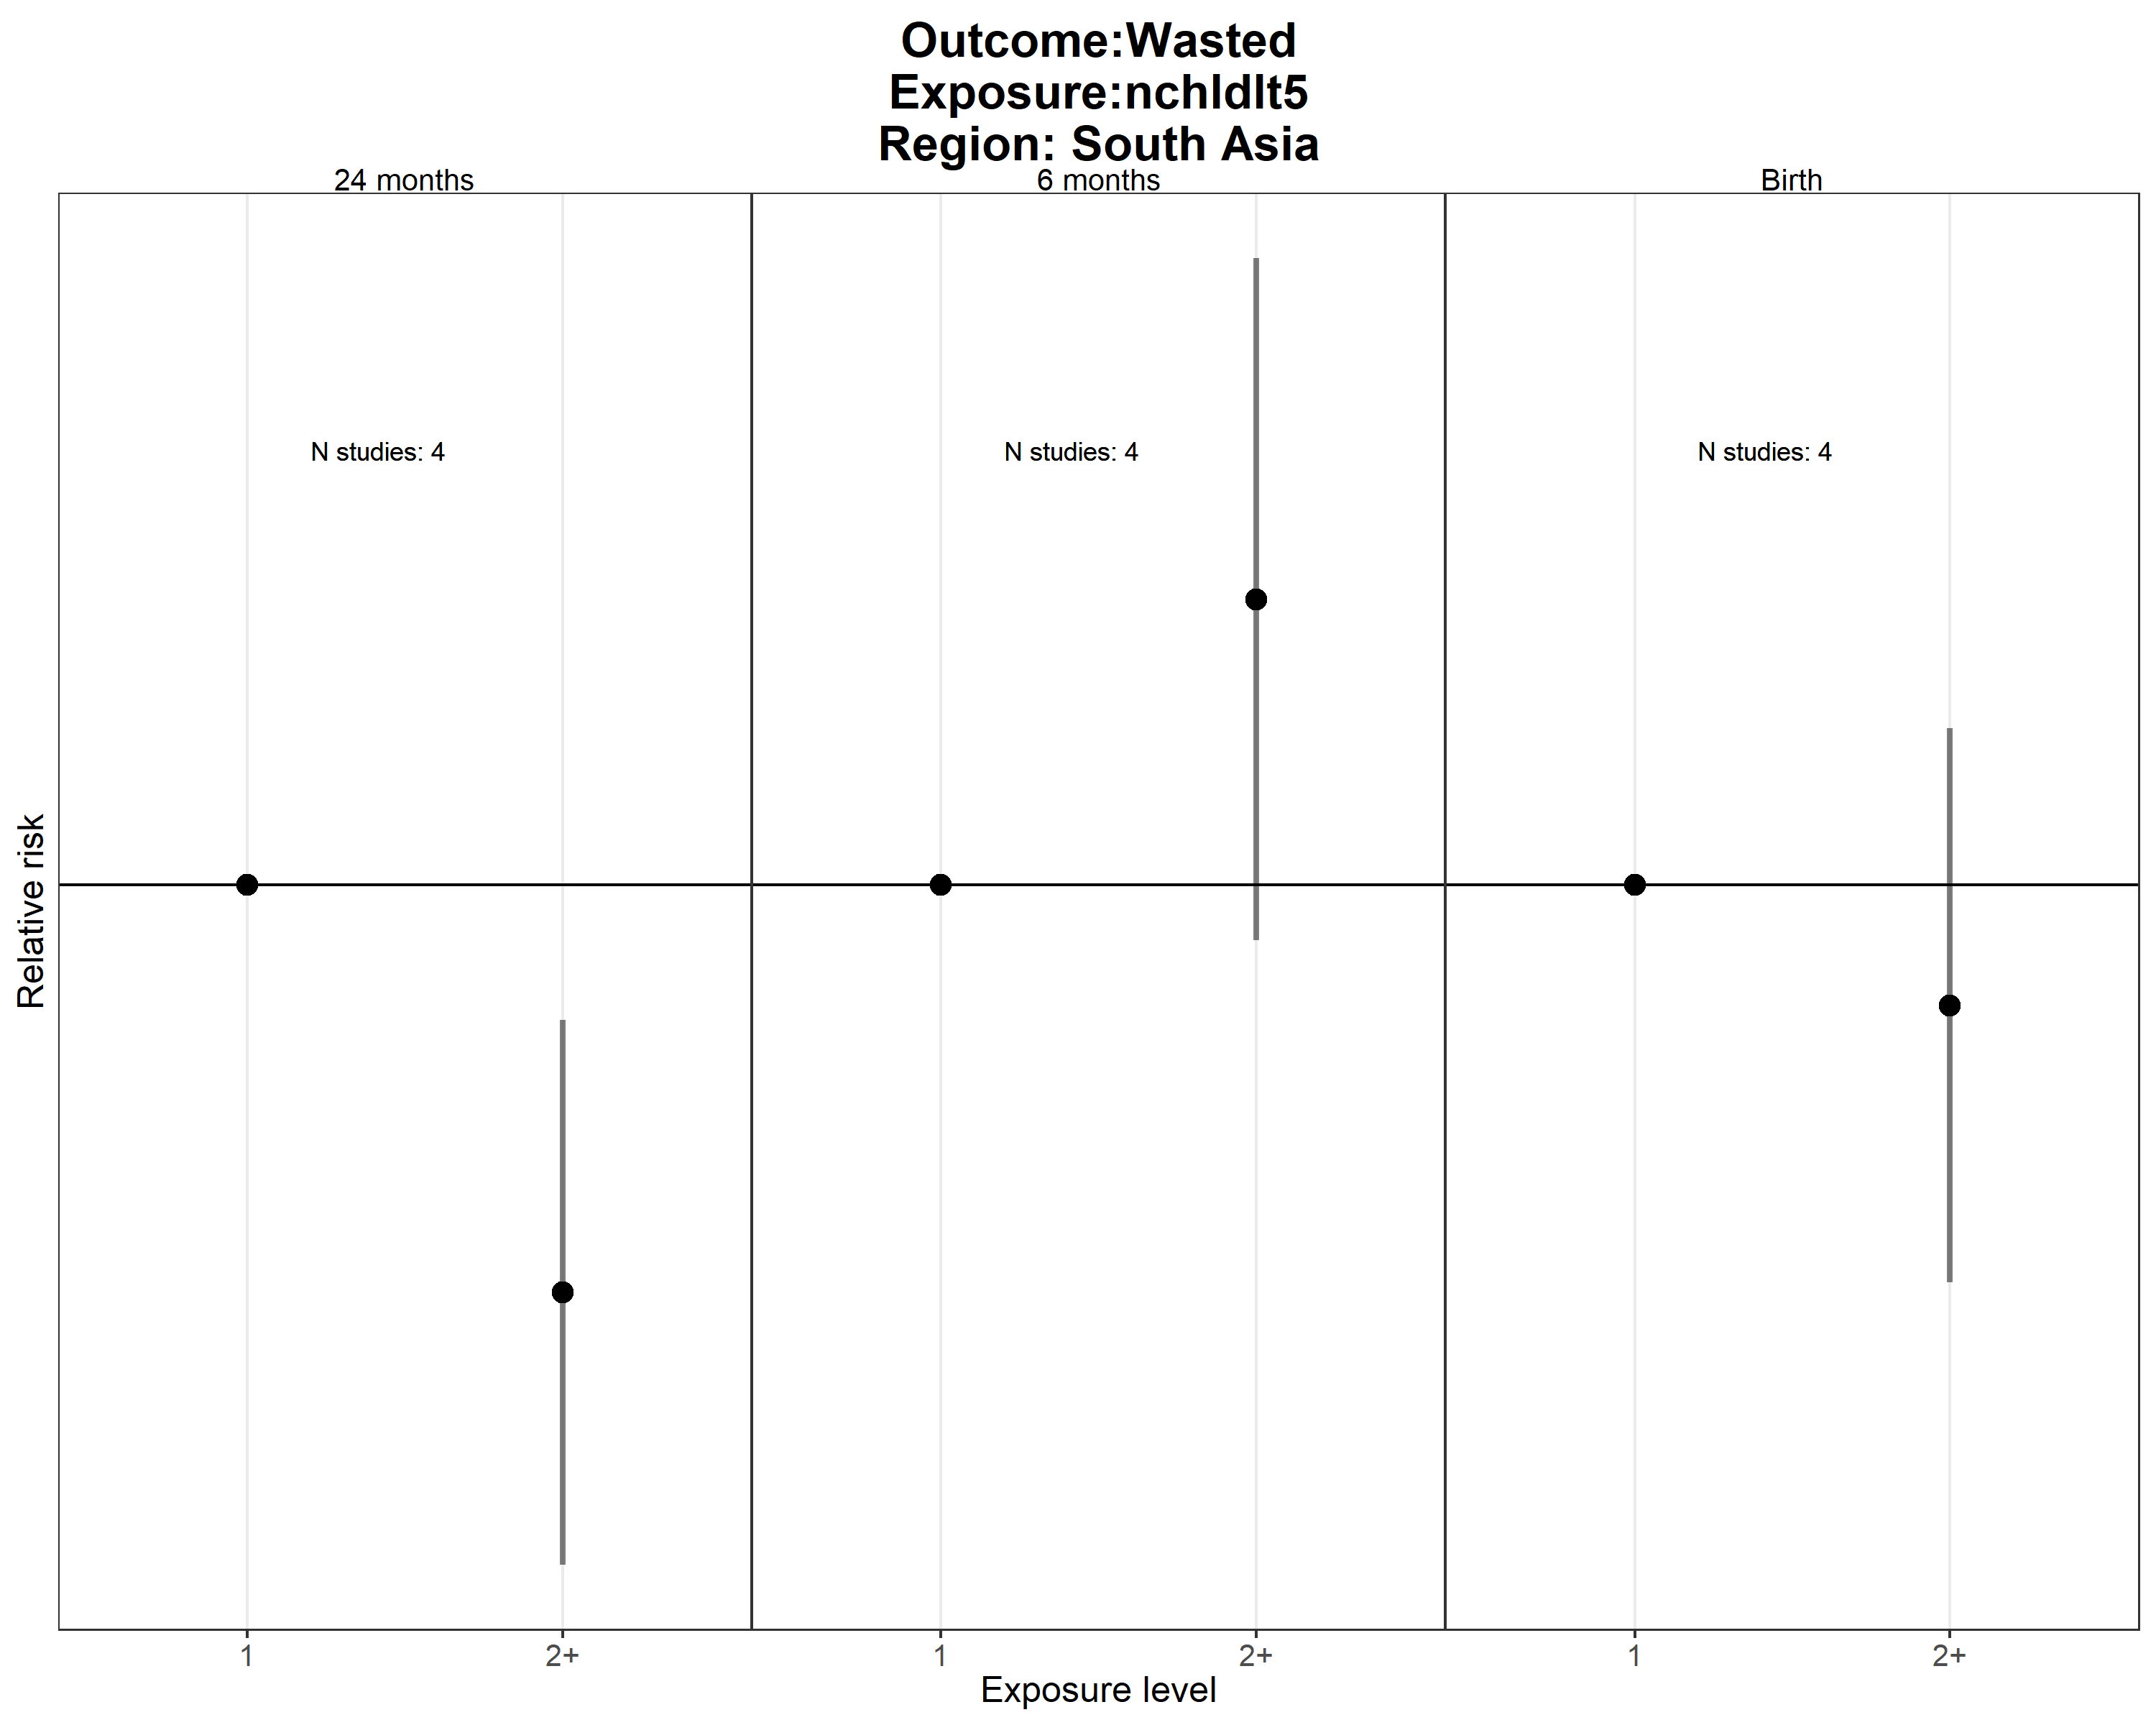 Outcome:Wasted
Exposure:nchldlt5
Region: South Asia
24 months
6 months
Birth
N studies: 4
N studies: 4
N studies: 4
Relative risk
1
2+
1
2+
1
2+
Exposure level